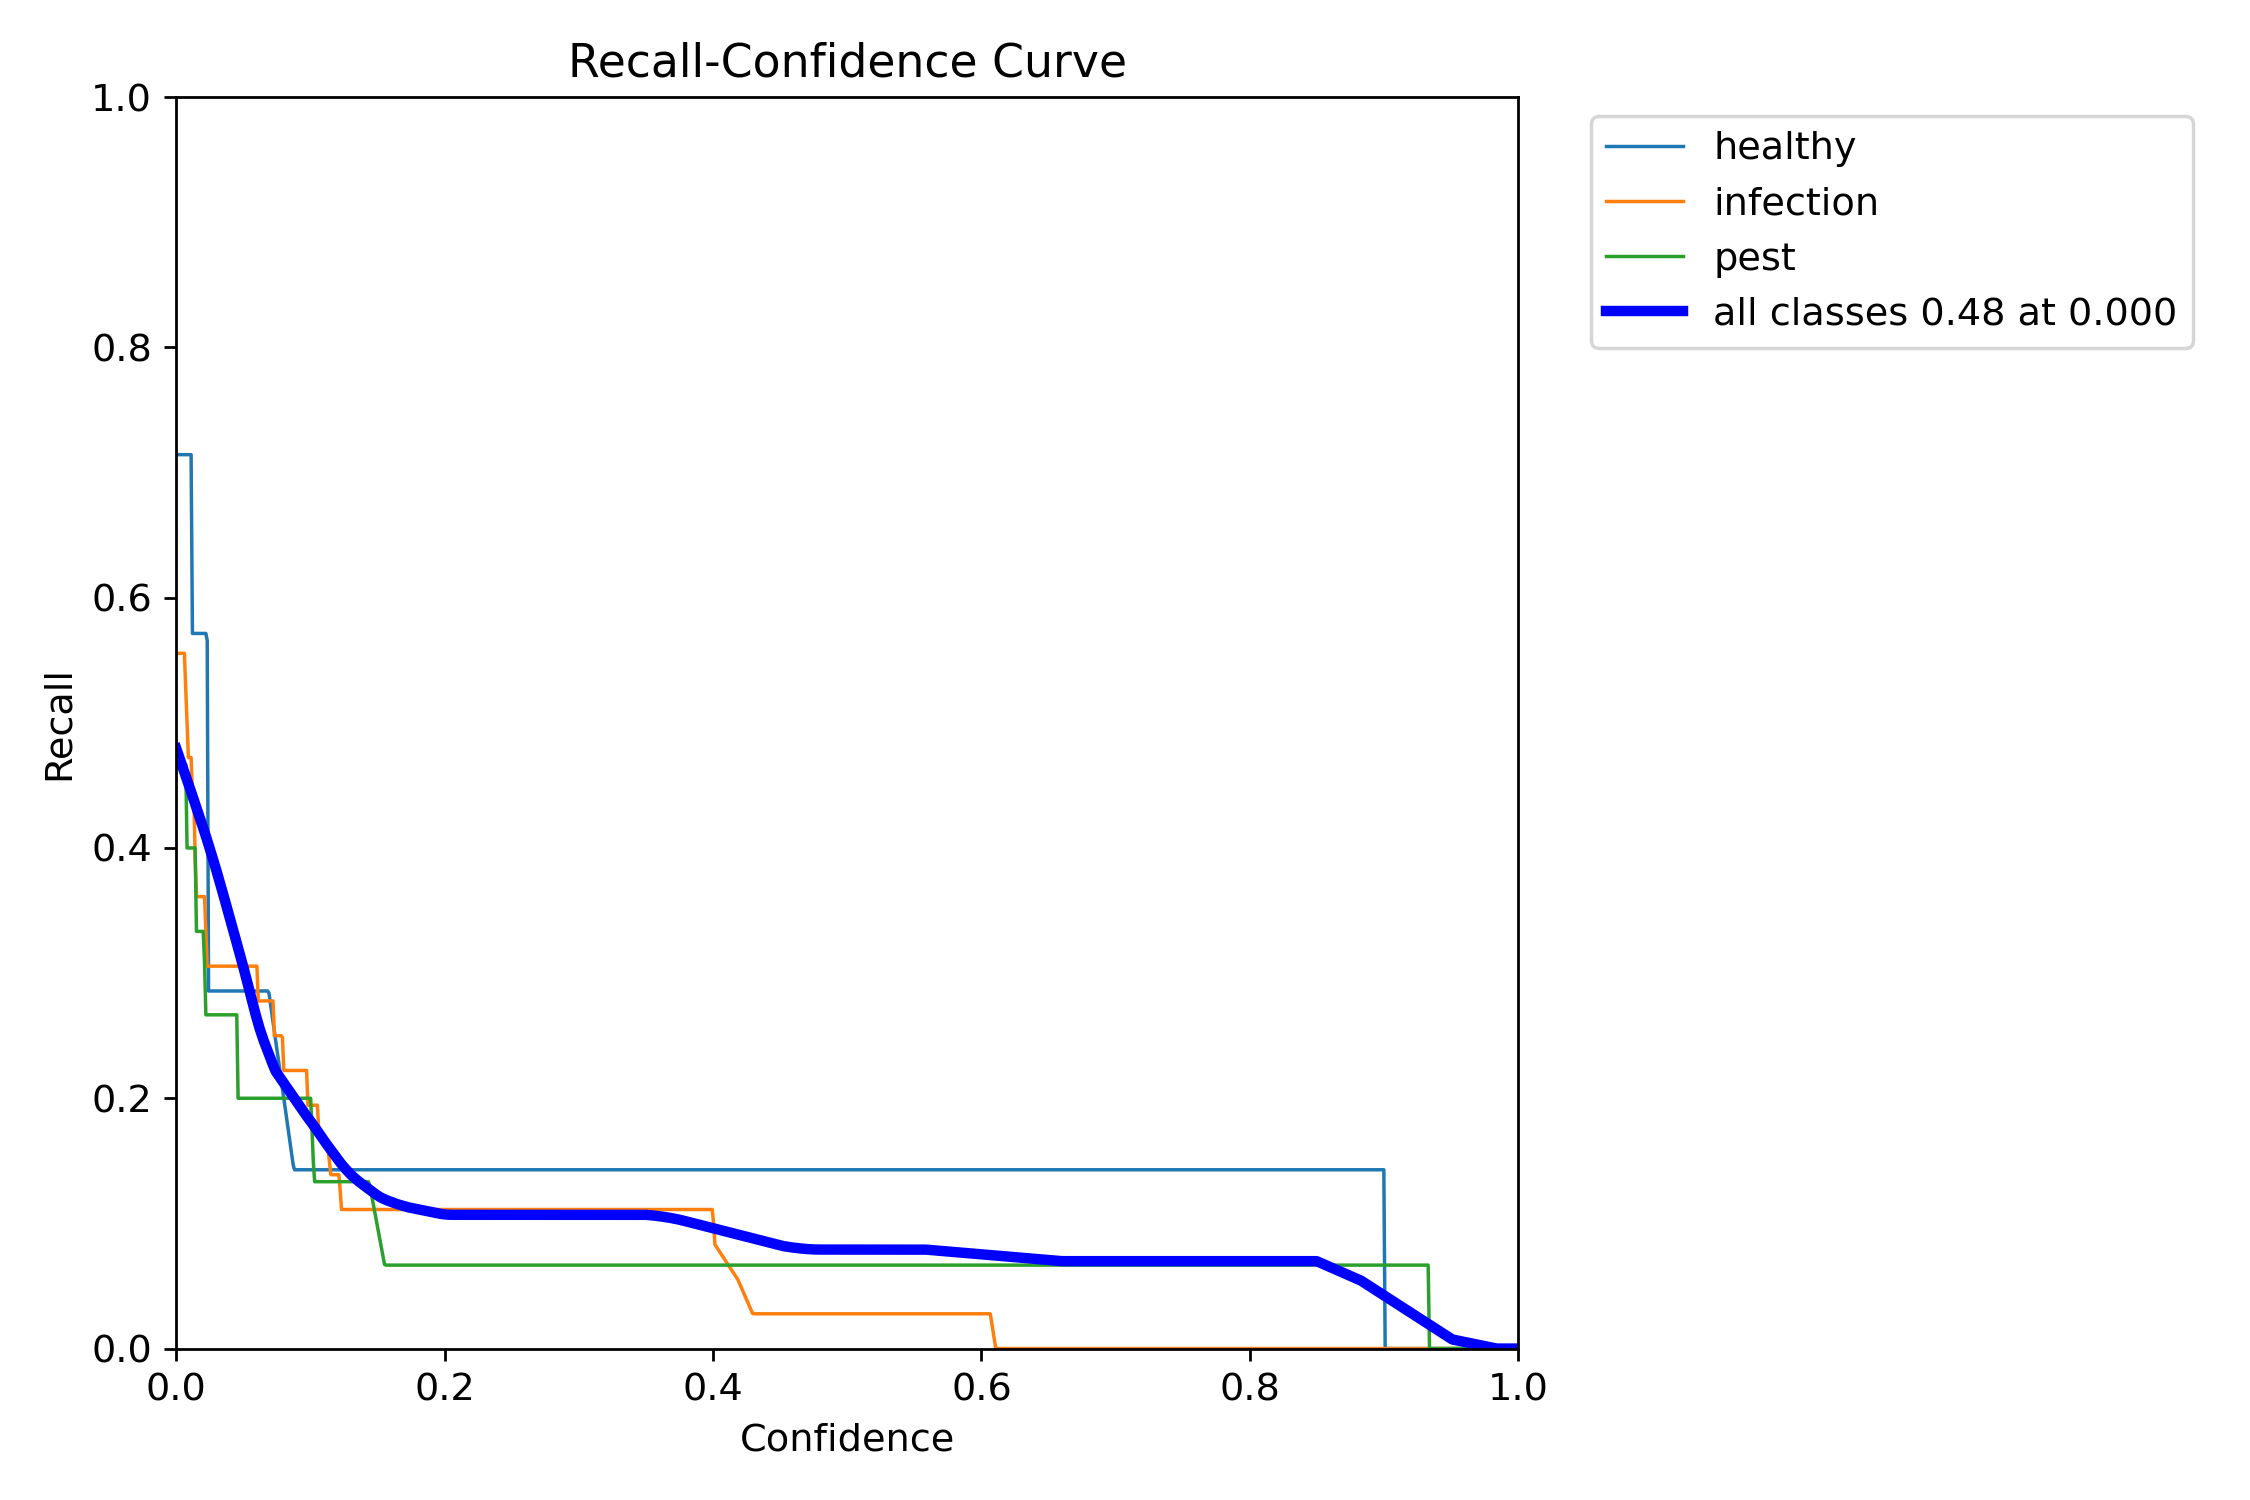 Recall-Confidence Curve
1.0
0.8
0.6
0.4
0.2
0.0
Recall
0.0 0.2 0.4 0.6 0.8 1.0
Confidence
healthy
infection
pest
all classes 0.48 at 0.000